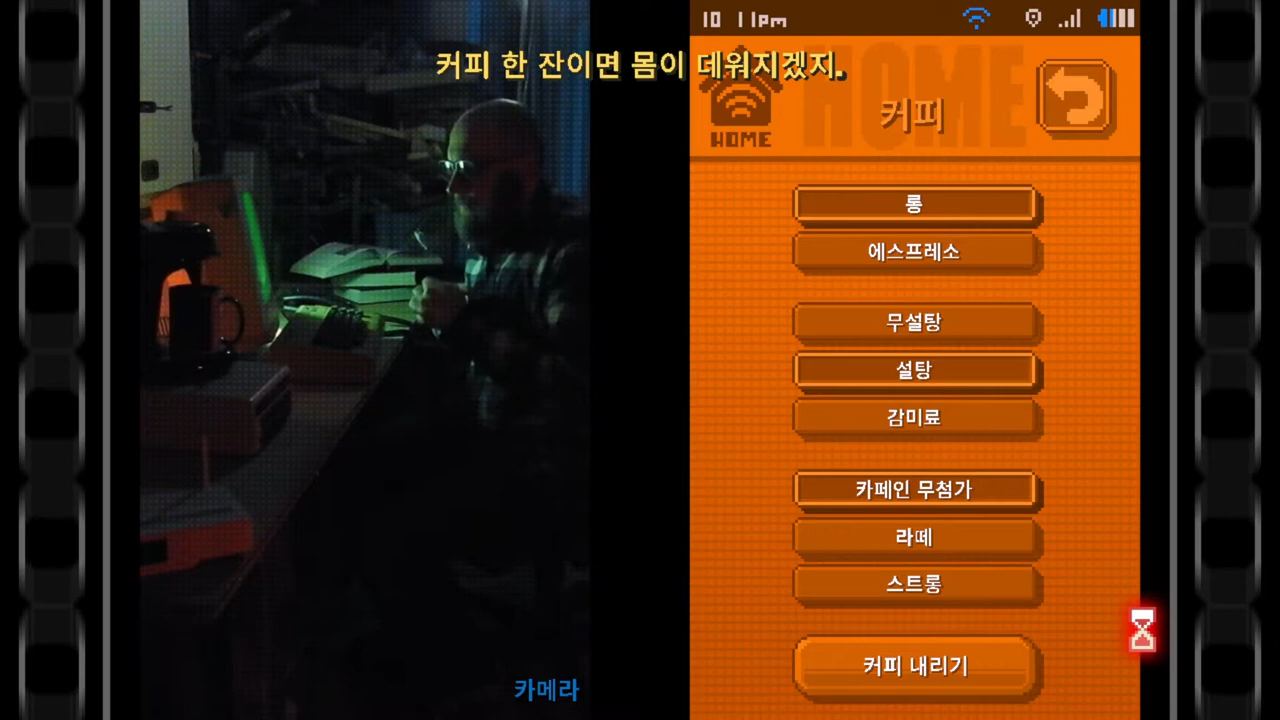 10 11pm
커피 한 잔이면 몸이 데워지겠지.
HOME
HOME
커피
롱
에스프레소
무설탕
설탕
감미료
카페인 무첨가
라떼
스트롱
커피 내리기
카메라